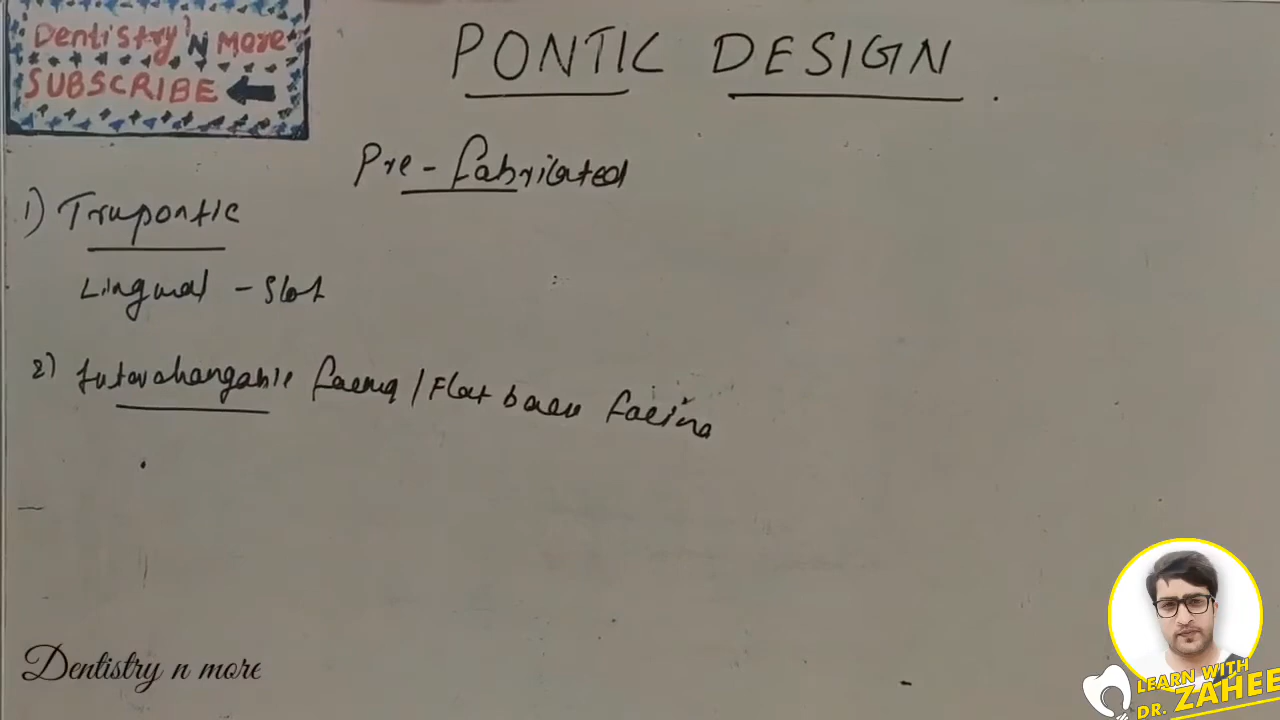 Dentistry'N More
SUBSCRIBE
PONTIC DESIGN.
Pre-fabricated
1) Trupontic
Lingual - Slot
2) Interchangable facing / Flat back facing
Dentistry n more
LEARN WITH
DR. ZAHEE